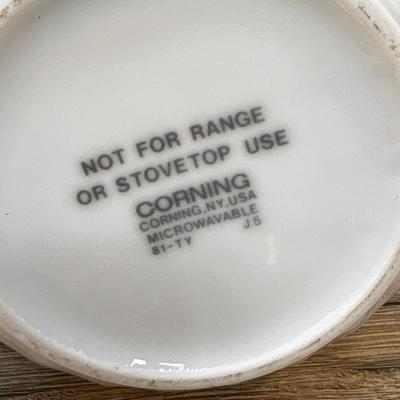 NOT FOR RANGE
OR STOVETOP USE
CORNING
CORNING, NY, USA
MICROWAVABLE
81-TY J5